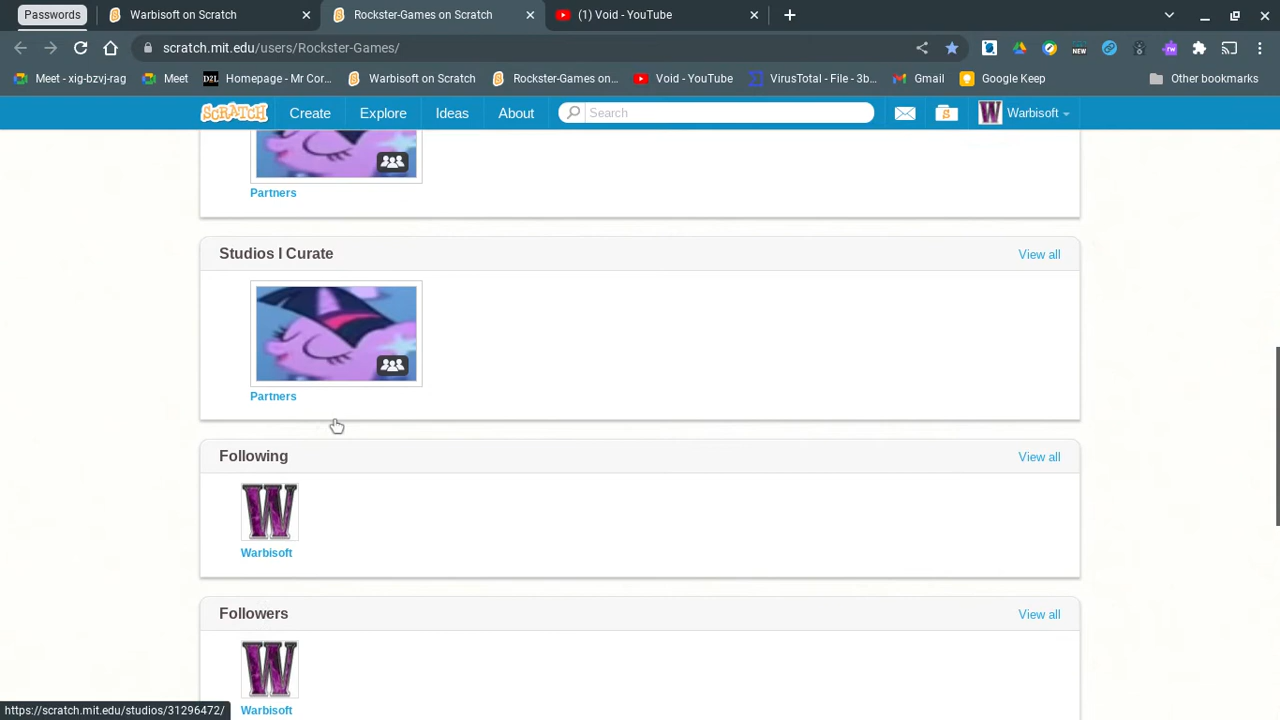 Passwords
Warbisoft on Scratch
Rockster-Games on Scratch
(1) Void - YouTube
scratch.mit.edu/users/Rockster-Games/
NEW
Meet - xig-bzvj-rag
Meet
D2L
Homepage - Mr Cor...
Warbisoft on Scratch
Rockster-Games on...
Void - YouTube
VirusTotal - File - 3b...
Gmail
Google Keep
Other bookmarks
SCRATCH
Create
Explore
Ideas
About
Search
Warbisoft
Partners
Studios I Curate
View all
Partners
Following
View all
W
Warbisoft
Followers
View all
W
Warbisoft
https://scratch.mit.edu/studios/31296472/